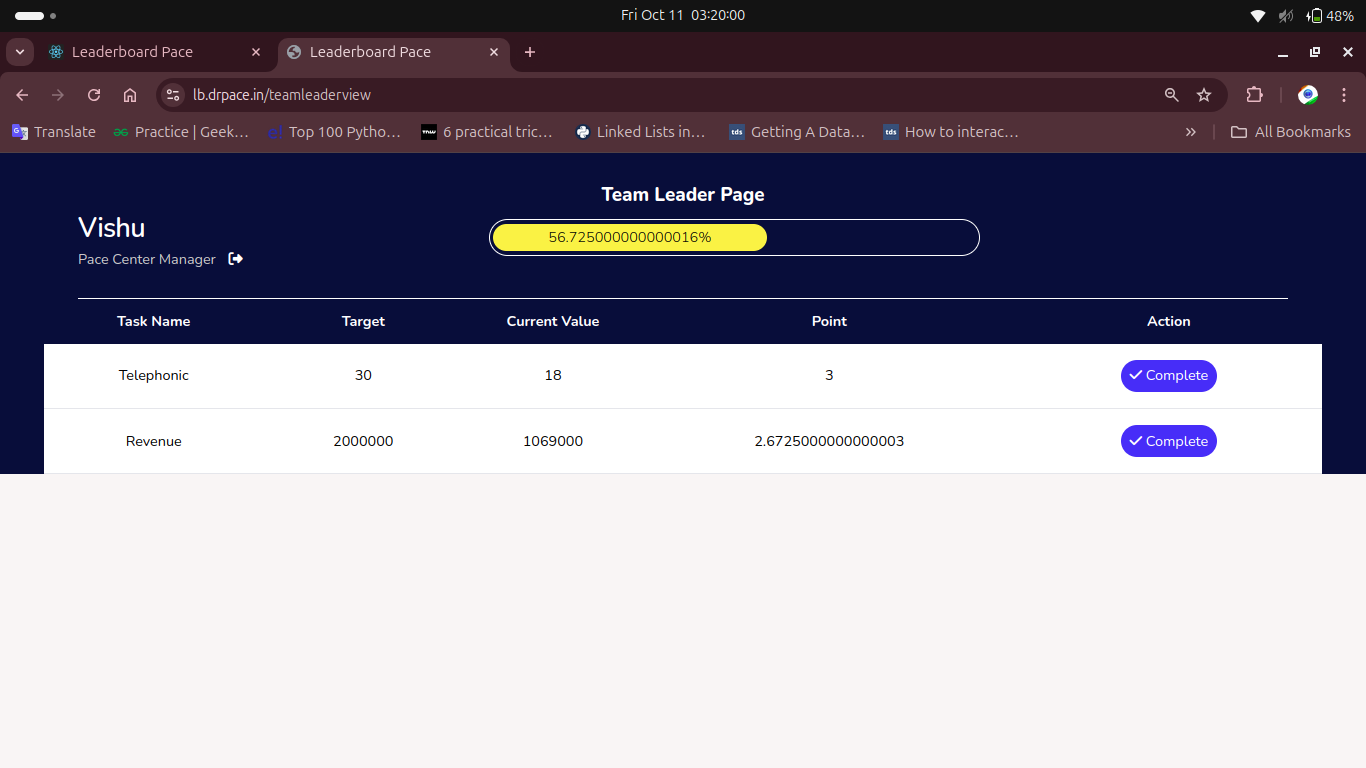 Fri Oct 11 03:20:00
48%
Leaderboard Pace
Leaderboard Pace
lb.drpace.in/teamleaderview
Translate
Practice | Geek...
Top 100 Pytho...
6 practical tric...
Linked Lists in...
tds Getting A Data...
tds How to interac...
All Bookmarks
Team Leader Page
Vishu
56.725000000000016%
Pace Center Manager
Task Name Target Current Value Point Action
Telephonic 30 18 3 Complete
Revenue 2000000 1069000 2.6725000000000003 Complete